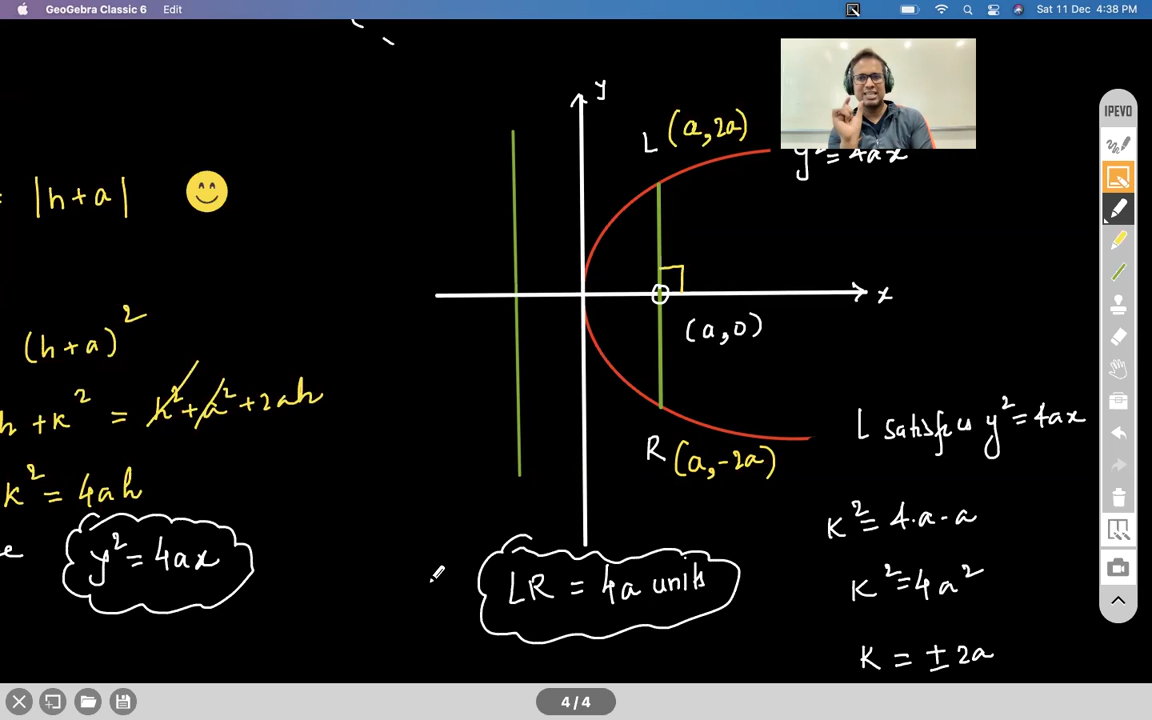 GeoGebra Classic 6 Edit
Sat 11 Dec 4:38 PM
IPEVO
y
L (a, 2a)
y² = 4ax
= |h+a|
x
(a, 0)
(h+a)²
h + k² = h² + a² + 2ah
R (a, -2a)
L satisfies y² = 4ax
k² = 4ah
k² = 4·a·a
y² = 4ax
LR = 4a units
k² = 4a²
k = ± 2a
4 / 4